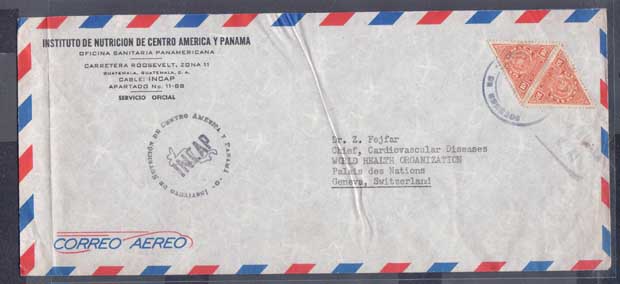 INSTITUTO DE NUTRICION DE CENTRO AMERICA Y PANAMA
OFICINA SANITARIA PANAMERICANA
CARRETERA ROOSEVELT, ZONA 11
GUATEMALA, GUATEMALA, C. A.
CABLE: INCAP
APARTADO No. 11-88
SERVICIO OFICIAL
INSTITUTO DE NUTRICION DE CENTRO AMERICA Y PANAMÁ
INCAP
Dr. Z. Fejfar
Chief, Cardiovascular Diseases
WORLD HEALTH ORGANIZATION
Palais des Nations
Geneva, Switzerland
CORREO AEREO